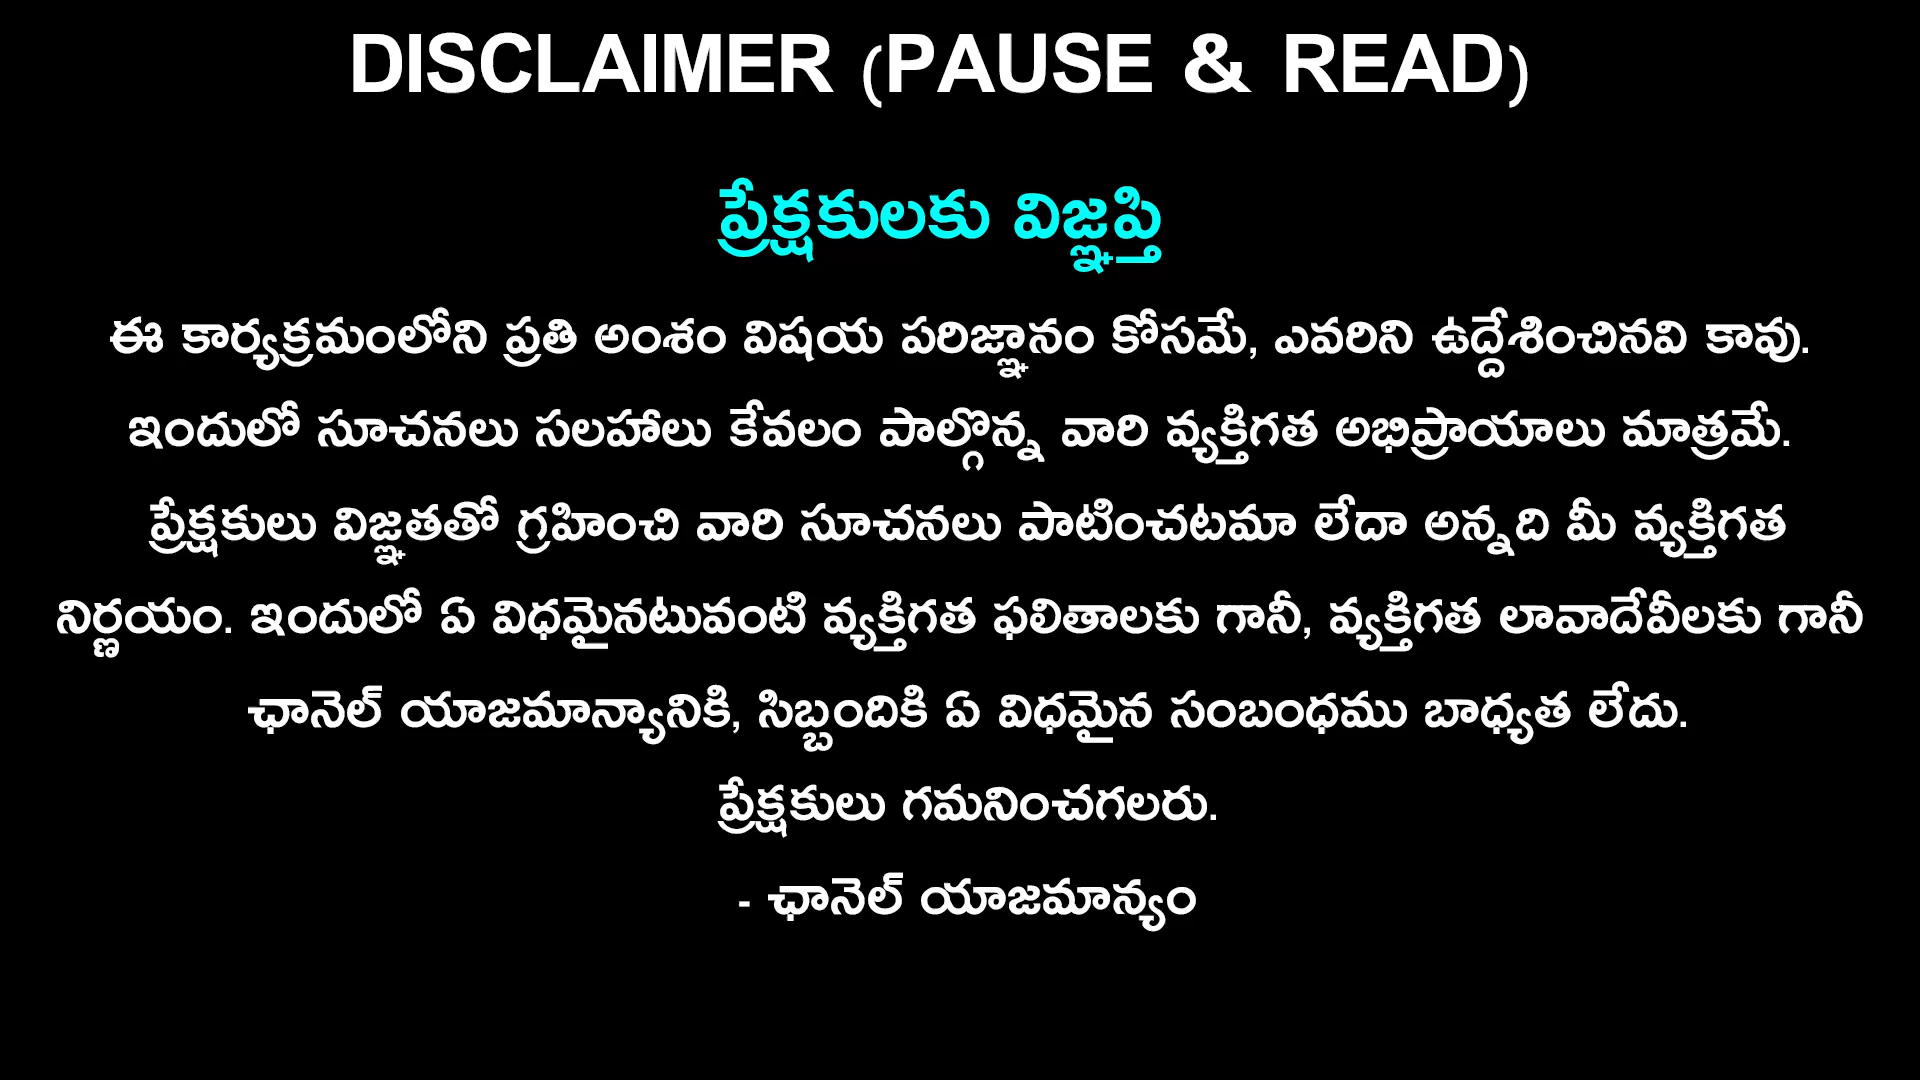 DISCLAIMER (PAUSE & READ)
ప్రేక్షకులకు విజ్ఞప్తి
ఈ కార్యక్రమంలోని ప్రతి అంశం విషయ పరిజ్ఞానం కోసమే, ఎవరిని ఉద్దేశించినవి కావు.
ఇందులో సూచనలు సలహాలు కేవలం పాల్గొన్న వారి వ్యక్తిగత అభిప్రాయాలు మాత్రమే.
ప్రేక్షకులు విజ్ఞతతో గ్రహించి వారి సూచనలు పాటించటమా లేదా అన్నది మీ వ్యక్తిగత
నిర్ణయం. ఇందులో ఏ విధమైనటువంటి వ్యక్తిగత ఫలితాలకు గానీ, వ్యక్తిగత లావాదేవీలకు గానీ
ఛానెల్ యాజమాన్యానికి, సిబ్బందికి ఏ విధమైన సంబంధము బాధ్యత లేదు.
ప్రేక్షకులు గమనించగలరు.
- ఛానెల్ యాజమాన్యం